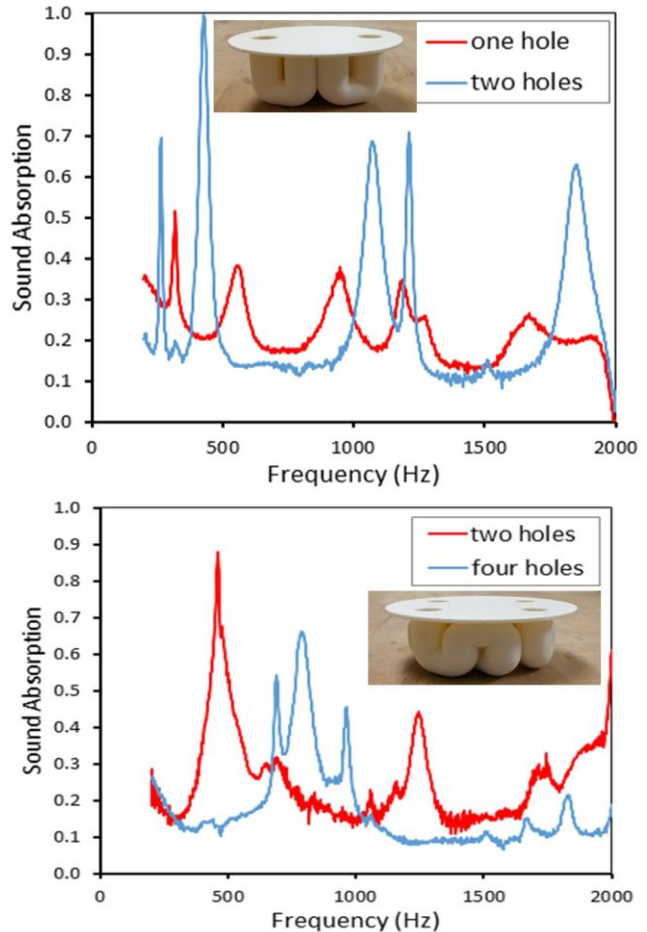 1.0
one hole
two holes
0.9
0.8
0.7
0.6
0.5
0.4
0.3
0.2
0.1
0.0
Sound Absorption
0 500 1000 1500 2000
Frequency (Hz)
1.0
two holes
four holes
0.9
0.8
0.7
0.6
0.5
0.4
0.3
0.2
0.1
0.0
Sound Absorption
0 500 1000 1500 2000
Frequency (Hz)